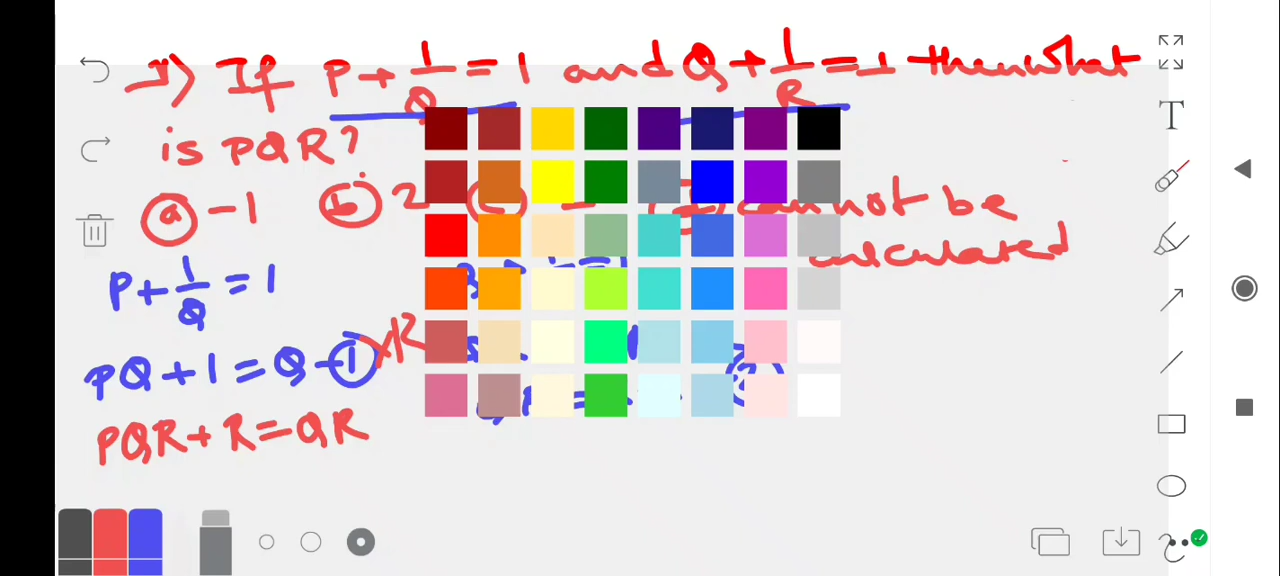 ⇒ If P + 1/Q = 1 and Q + 1/R = 1 then what
is PQR?
(a) -1 (b) 2 cannot be
calculated
P + 1/Q = 1
PQ + 1 = Q - (1) × R
PQR + R = QR
T